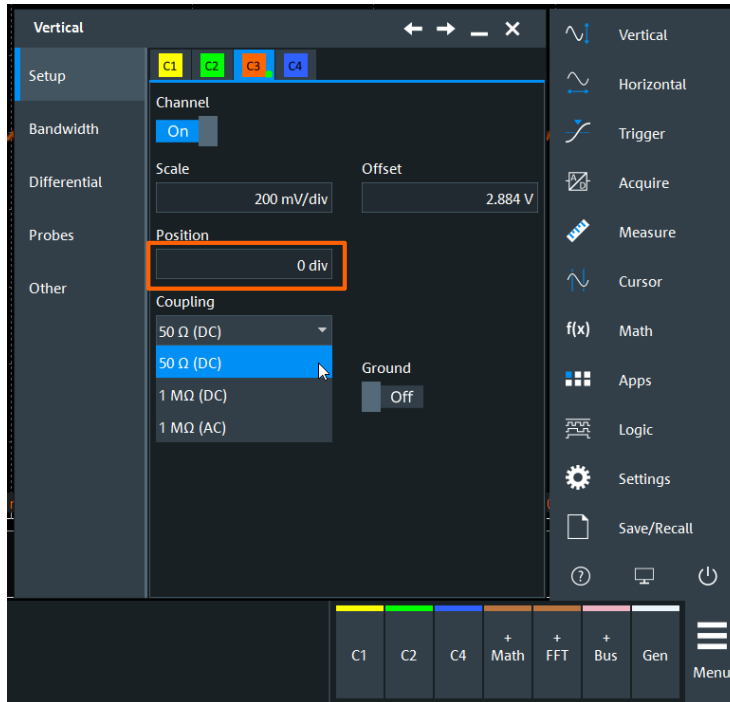 Vertical
Setup
Bandwidth
Differential
Probes
Other
C1 C2 C3 C4
Channel
On
Scale Offset
200 mV/div 2.884 V
Position
0 div
Coupling
50 Ω (DC)
50 Ω (DC)
1 MΩ (DC)
1 MΩ (AC)
Ground
Off
Vertical
Horizontal
Trigger
A D Acquire
Measure
Cursor
f(x) Math
Apps
Logic
Settings
Save/Recall
?
C1 C2 C4 + Math + FFT + Bus Gen
Menu